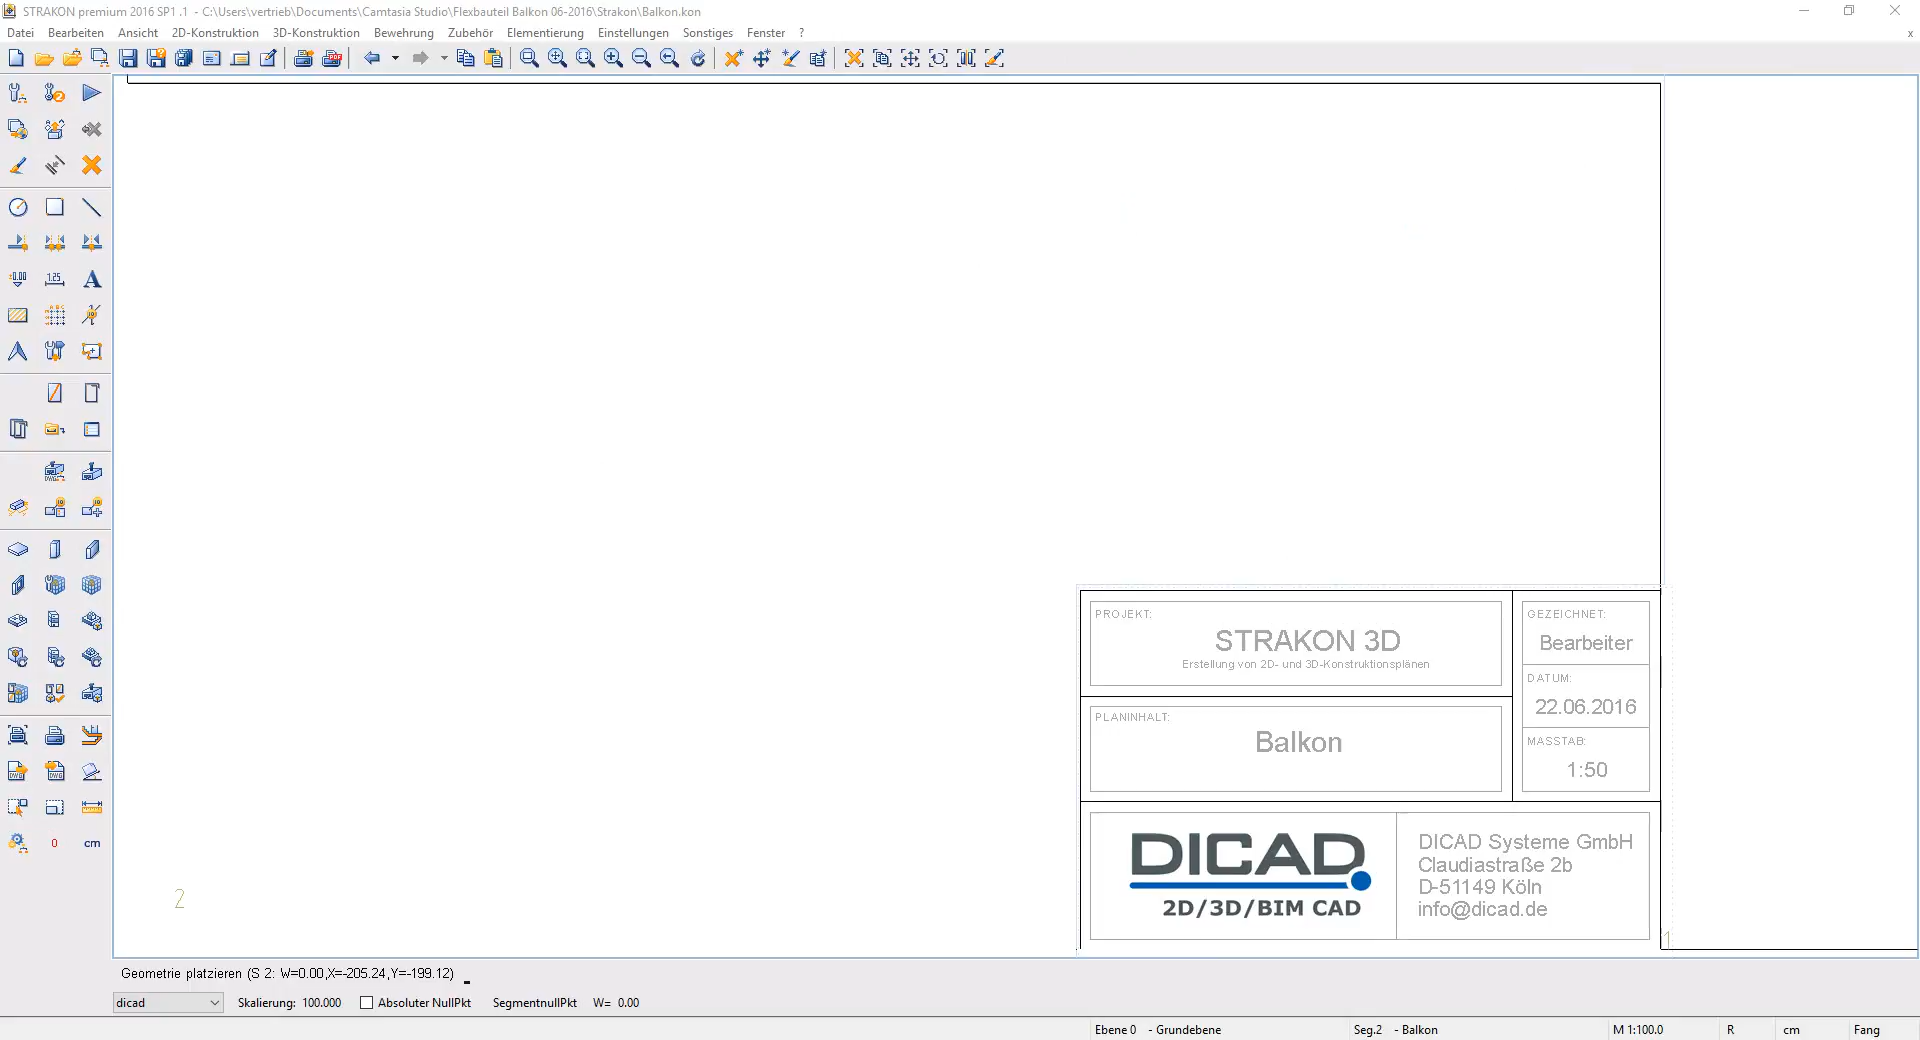 STRAKON premium 2016 SP1 .1 - C:\Users\vertrieb\Documents\Camtasia Studio\Flexbauteil Balkon 06-2016\Strakon\Balkon.kon
Datei Bearbeiten Ansicht 2D-Konstruktion 3D-Konstruktion Bewehrung Zubehör Elementierung Einstellungen Sonstiges Fenster ?
PROJEKT:
STRAKON 3D
Erstellung von 2D- und 3D-Konstruktionsplänen
GEZEICHNET:
Bearbeiter
DATUM:
22.06.2016
PLANINHALT:
Balkon
MASSTAB:
1:50
DICAD
2D/3D/BIM CAD
DICAD Systeme GmbH
Claudiastraße 2b
D-51149 Köln
info@dicad.de
0 cm
2
1
Geometrie platzieren (S 2: W=0.00,X=-205.24,Y=-199.12)
dicad Skalierung: 100.000 Absoluter NullPkt SegmentnullPkt W= 0.00
Ebene 0 - Grundebene Seg.2 - Balkon M 1:100.0 R cm Fang